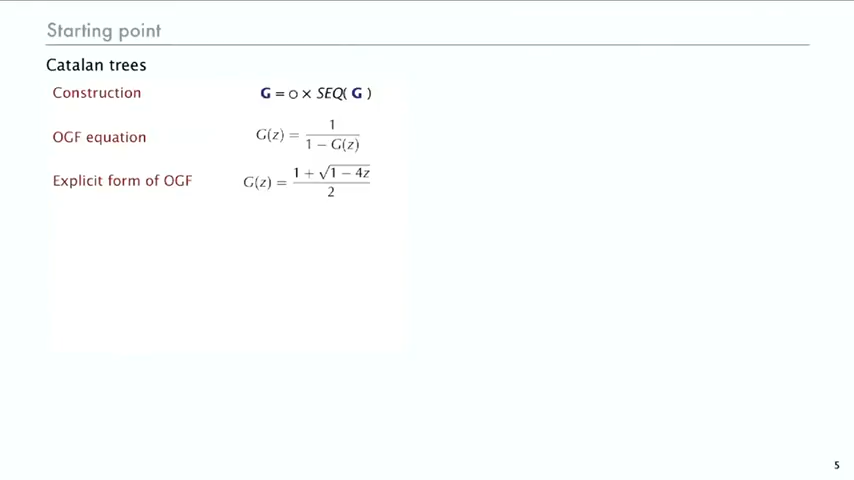 Starting point
Catalan trees
Construction G = ○ × SEQ( G )
OGF equation G(z) = 1 / (1 − G(z))
Explicit form of OGF G(z) = (1 + √(1 − 4z)) / 2
5